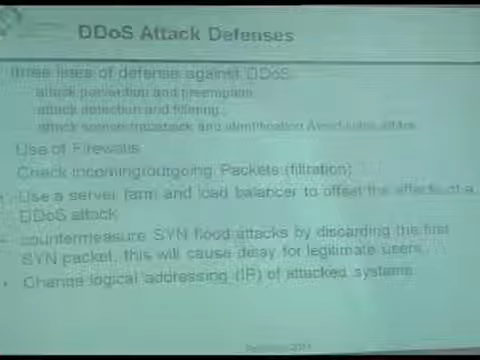 DDoS Attack Defenses
three lines of defense against DDoS:
attack prevention and preemption
attack detection and filtering
attack source traceback and identification
Use of Firewalls
Check incoming/outgoing Packets (filtration)
Use a server farm and load balancer to offset the effects of a
DDoS attack
countermeasure SYN flood attacks by discarding the first
SYN packet, this will cause delay for legitimate users
Change logical addressing (IP) of attacked systems